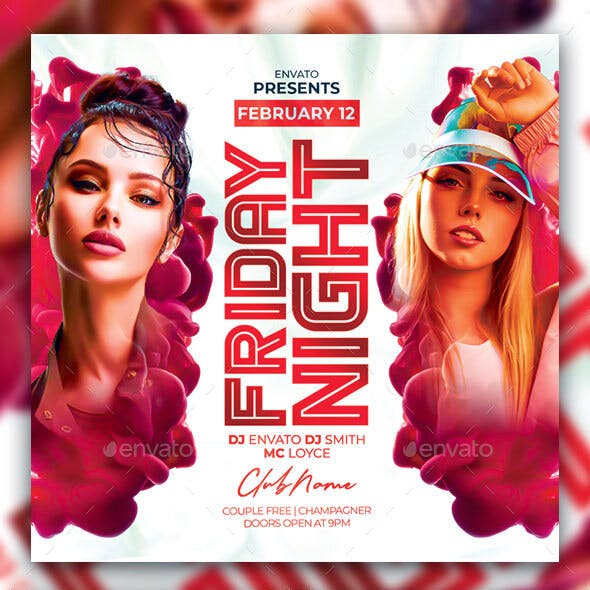 ENVATO
PRESENTS
FEBRUARY 12
FRIDAY
NIGHT
DJ ENVATO DJ SMITH
MC LOYCE
Club Name
COUPLE FREE | CHAMPAGNER
DOORS OPEN AT 9PM
envato
envato
envato
envato